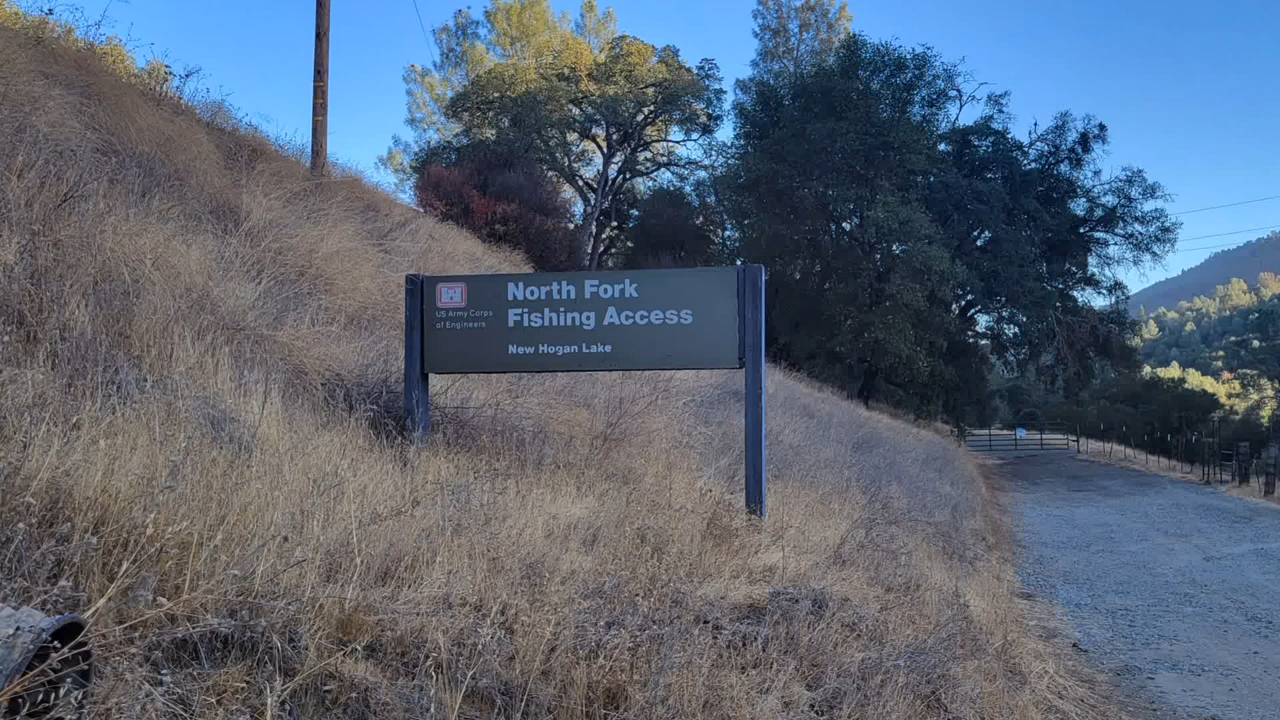 US Army Corps
of Engineers
North Fork
Fishing Access
New Hogan Lake